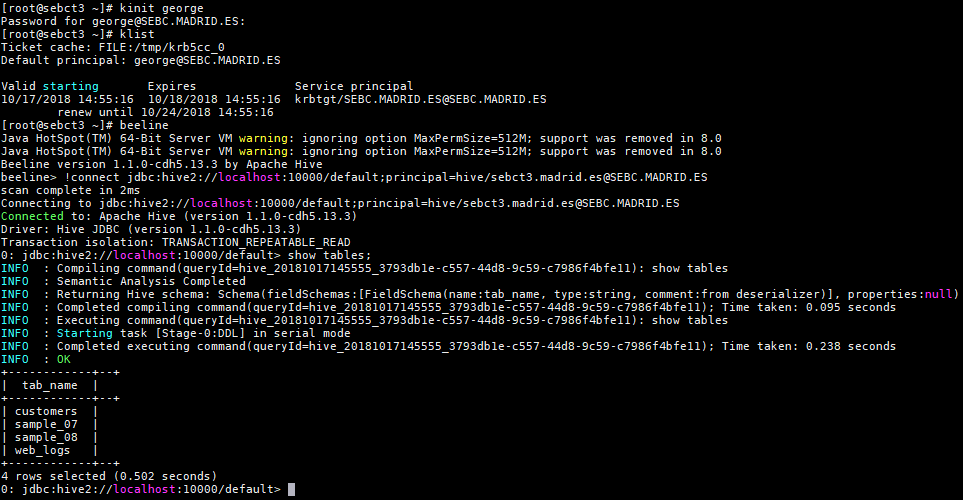 [root@sebct3 ~]# kinit george
Password for george@SEBC.MADRID.ES:
[root@sebct3 ~]# klist
Ticket cache: FILE:/tmp/krb5cc_0
Default principal: george@SEBC.MADRID.ES

Valid starting       Expires              Service principal
10/17/2018 14:55:16  10/18/2018 14:55:16  krbtgt/SEBC.MADRID.ES@SEBC.MADRID.ES
        renew until 10/24/2018 14:55:16
[root@sebct3 ~]# beeline
Java HotSpot(TM) 64-Bit Server VM warning: ignoring option MaxPermSize=512M; support was removed in 8.0
Java HotSpot(TM) 64-Bit Server VM warning: ignoring option MaxPermSize=512M; support was removed in 8.0
Beeline version 1.1.0-cdh5.13.3 by Apache Hive
beeline> !connect jdbc:hive2://localhost:10000/default;principal=hive/sebct3.madrid.es@SEBC.MADRID.ES
scan complete in 2ms
Connecting to jdbc:hive2://localhost:10000/default;principal=hive/sebct3.madrid.es@SEBC.MADRID.ES
Connected to: Apache Hive (version 1.1.0-cdh5.13.3)
Driver: Hive JDBC (version 1.1.0-cdh5.13.3)
Transaction isolation: TRANSACTION_REPEATABLE_READ
0: jdbc:hive2://localhost:10000/default> show tables;
INFO  : Compiling command(queryId=hive_20181017145555_3793db1e-c557-44d8-9c59-c7986f4bfe11): show tables
INFO  : Semantic Analysis Completed
INFO  : Returning Hive schema: Schema(fieldSchemas:[FieldSchema(name:tab_name, type:string, comment:from deserializer)], properties:null)
INFO  : Completed compiling command(queryId=hive_20181017145555_3793db1e-c557-44d8-9c59-c7986f4bfe11); Time taken: 0.095 seconds
INFO  : Executing command(queryId=hive_20181017145555_3793db1e-c557-44d8-9c59-c7986f4bfe11): show tables
INFO  : Starting task [Stage-0:DDL] in serial mode
INFO  : Completed executing command(queryId=hive_20181017145555_3793db1e-c557-44d8-9c59-c7986f4bfe11); Time taken: 0.238 seconds
INFO  : OK
+------------+--+
|  tab_name  |
+------------+--+
| customers  |
| sample_07  |
| sample_08  |
| web_logs   |
+------------+--+
4 rows selected (0.502 seconds)
0: jdbc:hive2://localhost:10000/default>